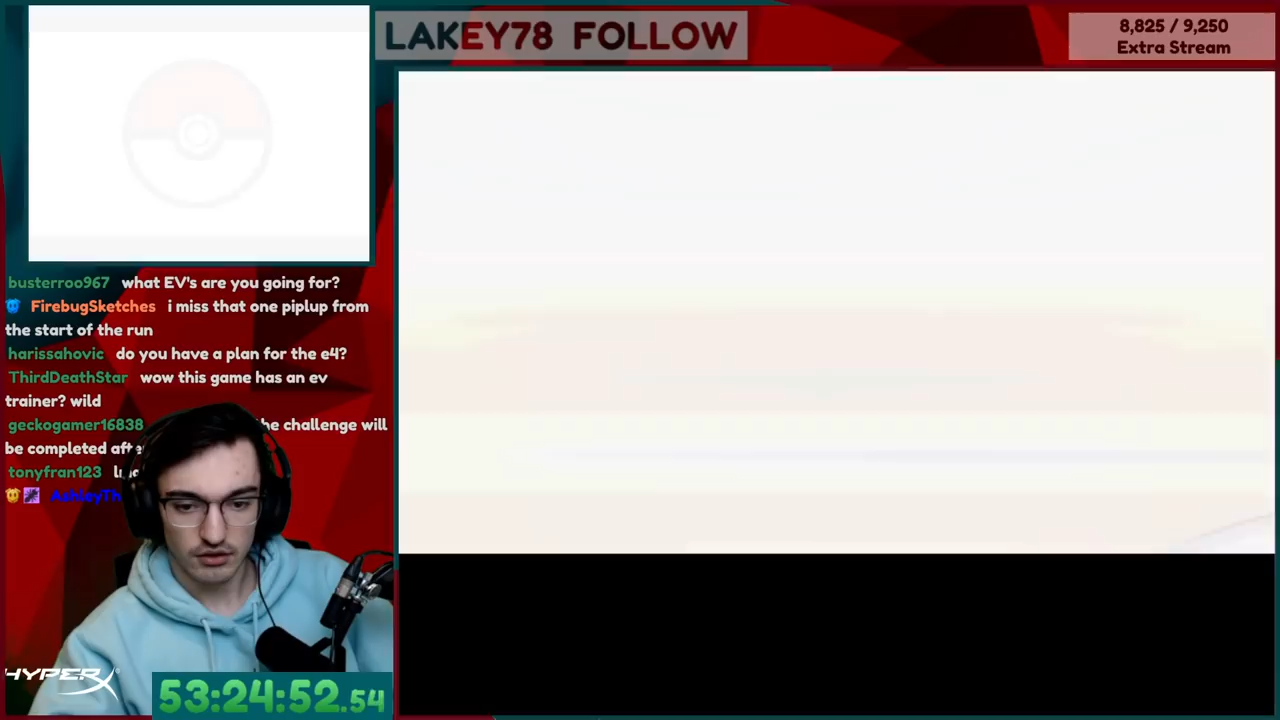 LAKEY78 FOLLOW
8,825 / 9,250
Extra Stream
busterroo967 what EV's are you going for?
FirebugSketches i miss that one piplup from
the start of the run
harissahovic do you have a plan for the e4?
ThirdDeathStar wow this game has an ev
trainer? wild
geckogamer16838 he challenge will
be completed afte
tonyfran123
AshleyTh
HYPERX
53:24:52.54